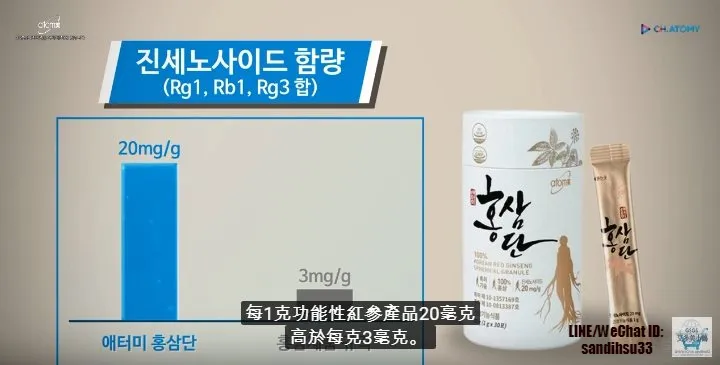 atomy
CH.ATOMY
진세노사이드 함량
(Rg1, Rb1, Rg3 합)
20mg/g
3mg/g
애터미 홍삼단
每1克功能性紅參產品20毫克
高於每克3毫克。
atomy
홍삼단
100%
KOREAN RED GINSENG
SPHERICAL GRANULE
20 mg/g
홍삼단
LINE/WeChat ID:
sandihsu33